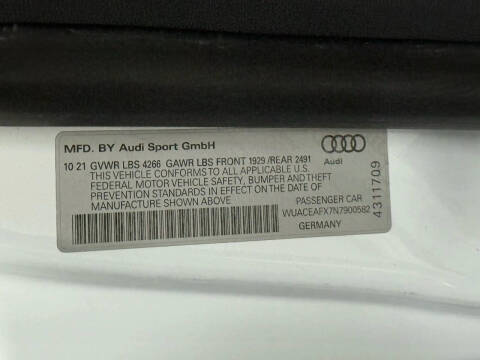 MFD. BY Audi Sport GmbH
10 21 GVWR LBS 4266 GAWR LBS FRONT 1929 /REAR 2491
THIS VEHICLE CONFORMS TO ALL APPLICABLE U.S.
FEDERAL MOTOR VEHICLE SAFETY, BUMPER AND THEFT
PREVENTION STANDARDS IN EFFECT ON THE DATE OF
MANUFACTURE SHOWN ABOVE
Audi
PASSENGER CAR
WUACEAFX7N7900582
GERMANY
4311709